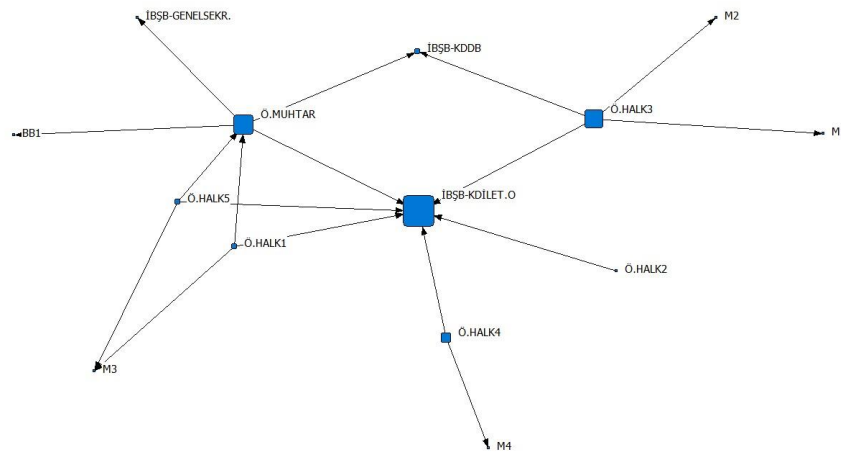 İBŞB-GENELSEKR.
M2
İBŞB-KDDB
Ö.HALK3
Ö.MUHTAR
BB1
M
İBŞB-KDİLET.O
Ö.HALK5
Ö.HALK1
Ö.HALK2
Ö.HALK4
M3
M4